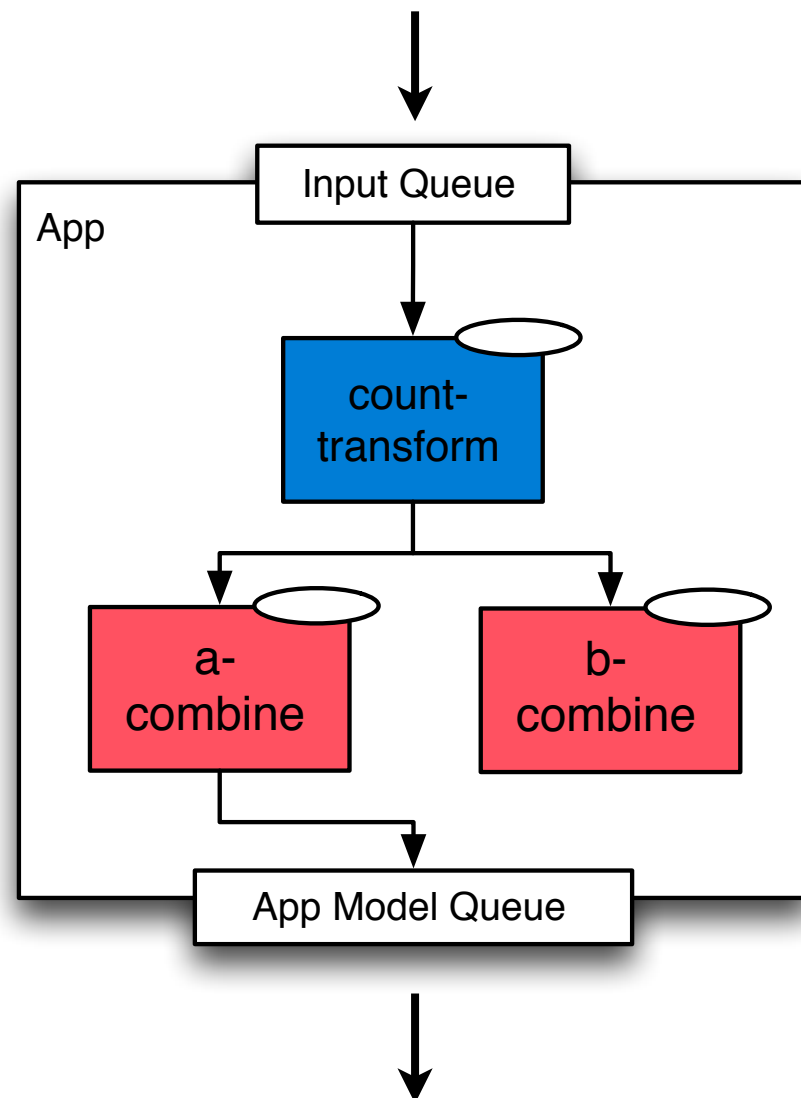 Input Queue
App
count-
transform
a-
combine
b-
combine
App Model Queue